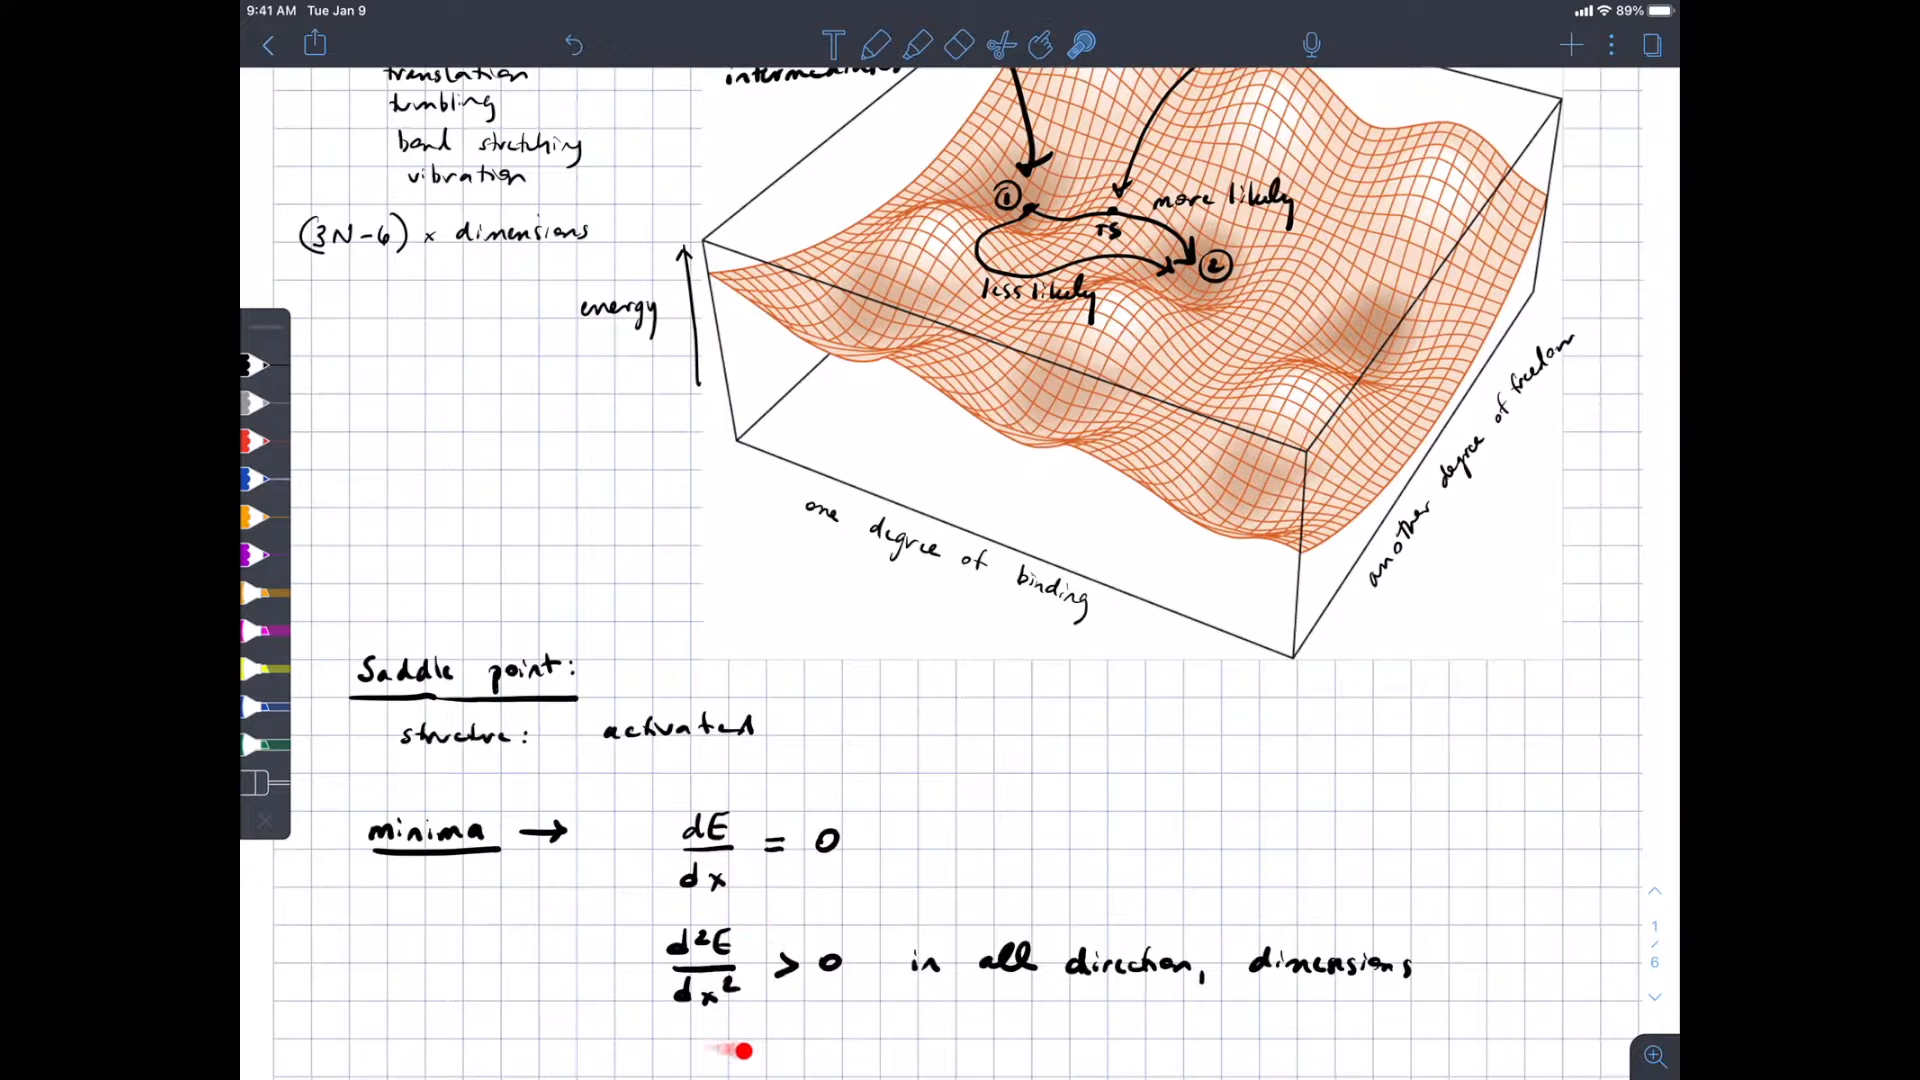 9:41 AM Tue Jan 9
89%
translation
tumbling
bond stretching
vibration
(3N-6) x dimensions
intermediates
①
more likely
TS
②
less likely
energy
one degree of binding
another degree of freedom
Saddle point:
structure: activated
minima → dE/dx = 0
d²E/dx² > 0 in all direction, dimensions
1
/
6